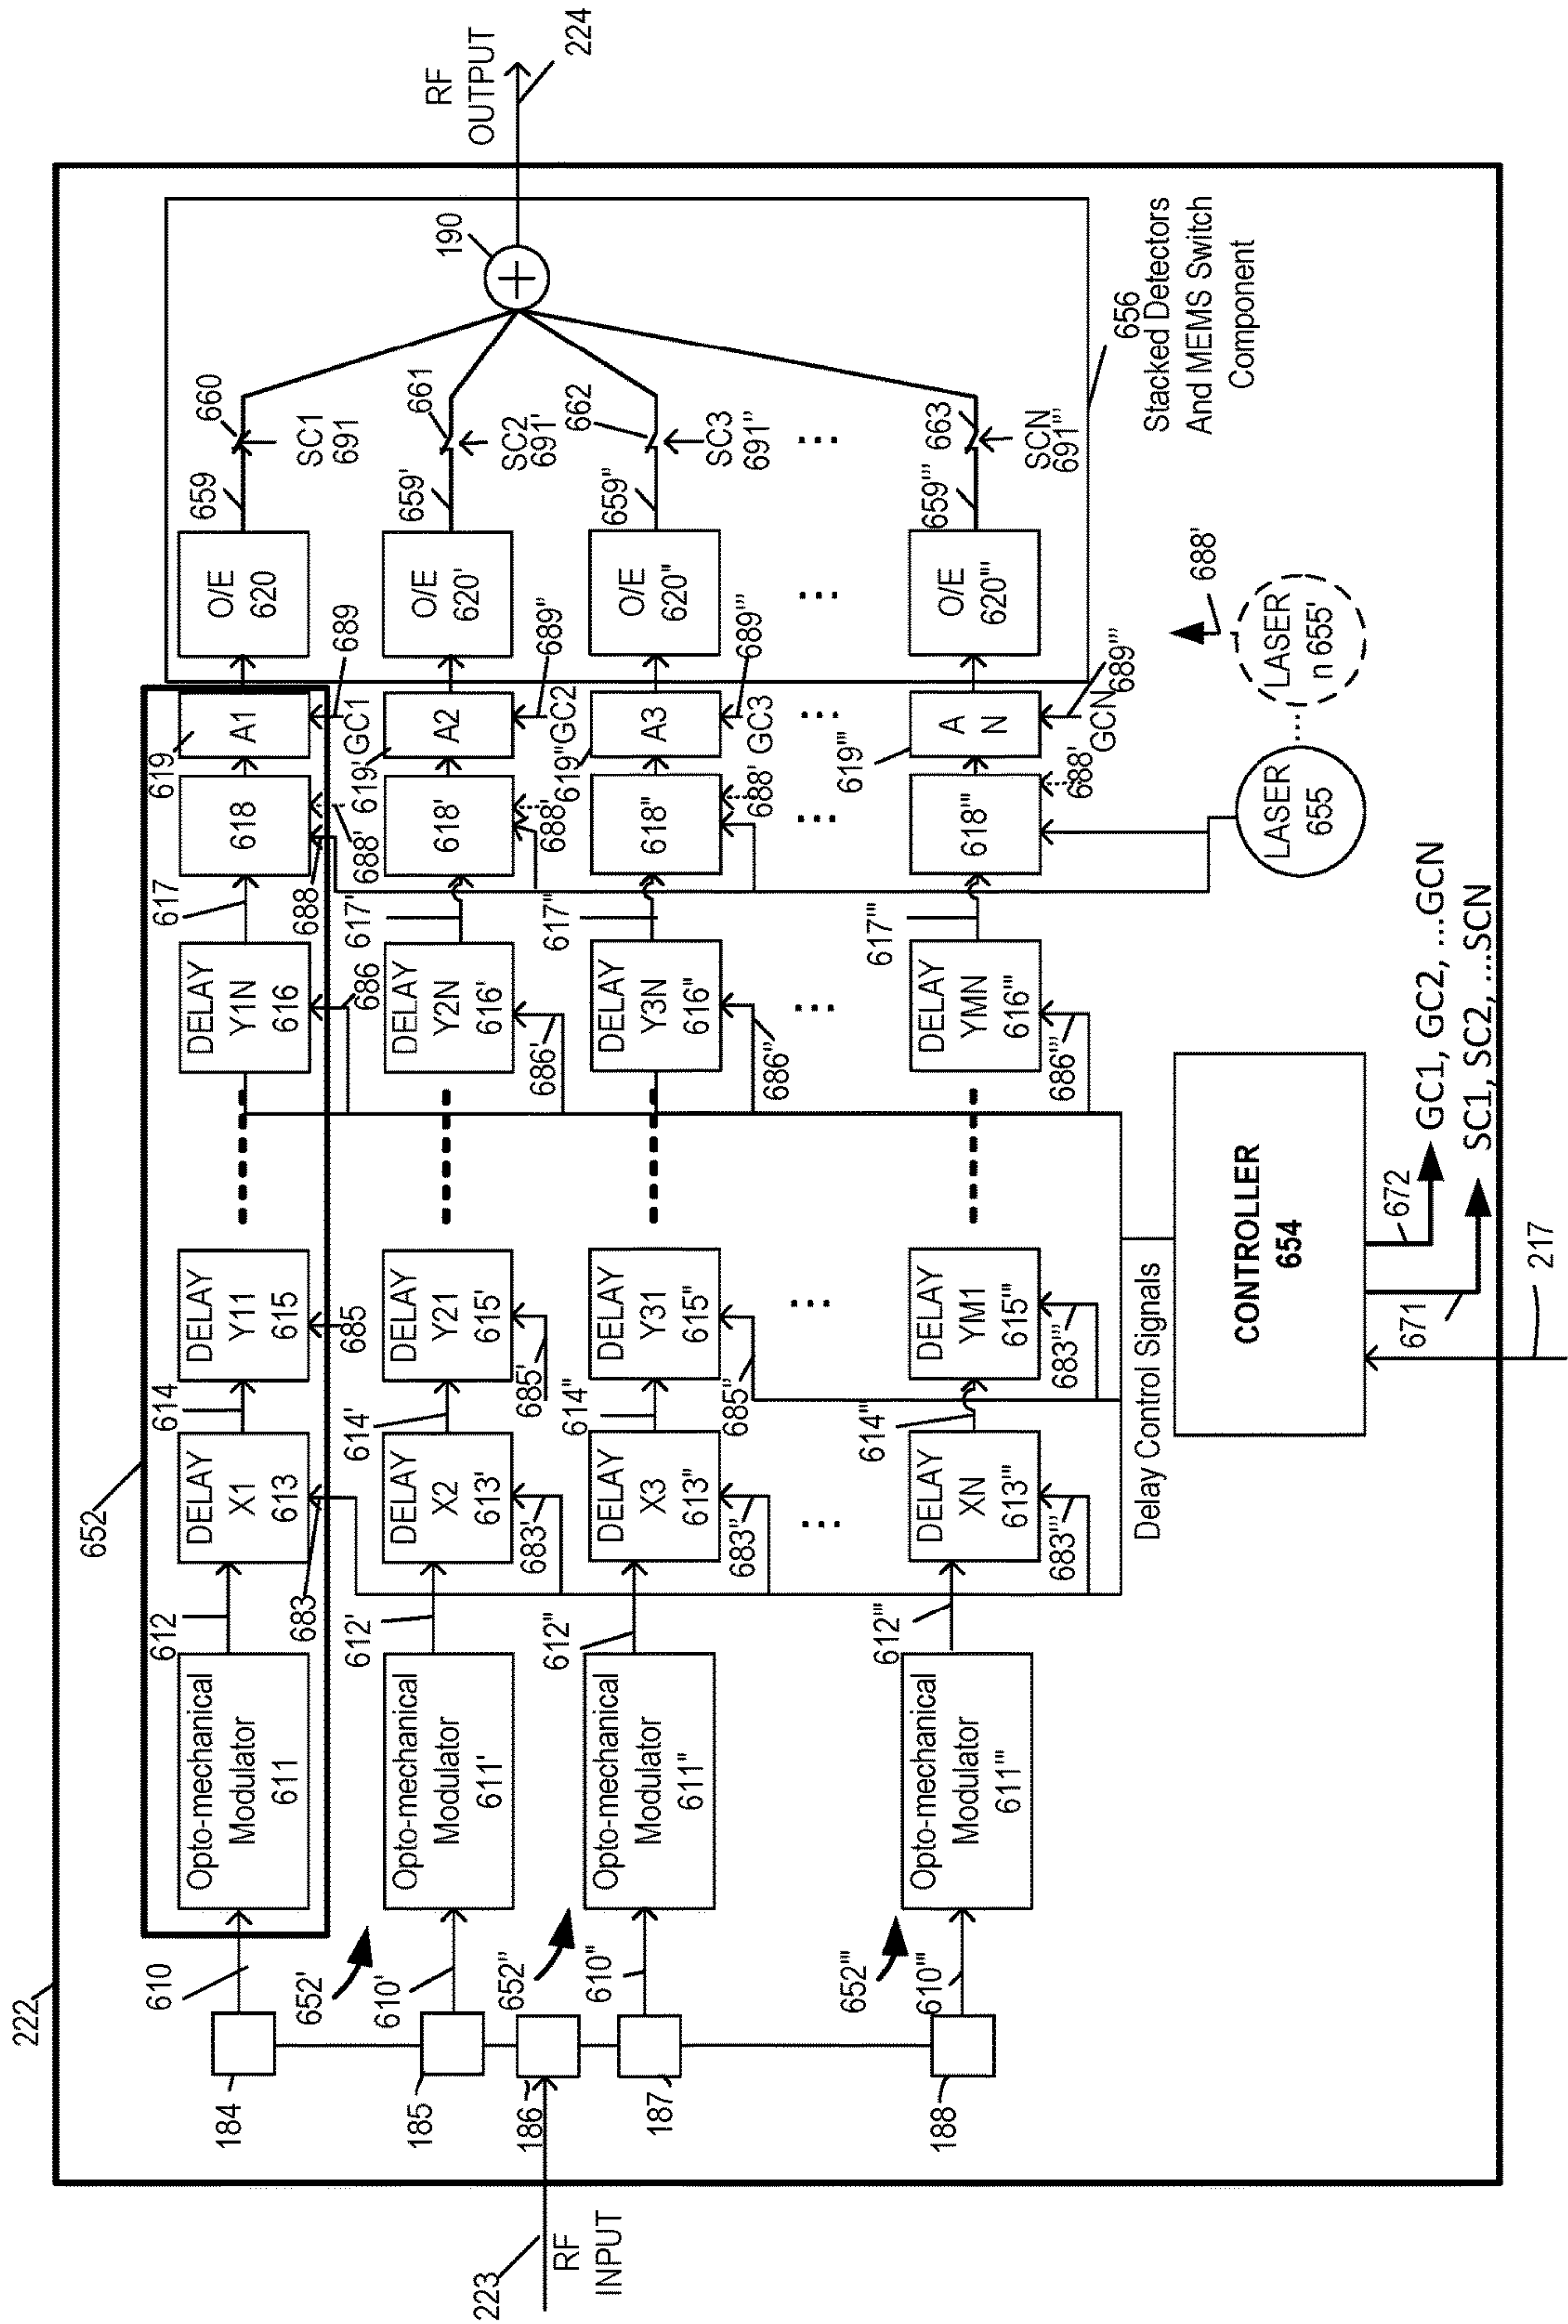 222
652
RF
INPUT
223
184
185
186
187
188
610
652'
610'
652"
610"
652'''
610'''
Opto-mechanical
Modulator
611
Opto-mechanical
Modulator
611'
Opto-mechanical
Modulator
611"
Opto-mechanical
Modulator
611'''
612
683
612'
612"
612'''
DELAY
X1
613
DELAY
X2
613'
683'
DELAY
X3
613"
683"
...
DELAY
XN
613'''
683'''
614
614'
614"
614'''
DELAY
Y11
615
685
DELAY
Y21
615'
685'
DELAY
Y31
615"
685"
...
DELAY
YM1
615'''
683'''
DELAY
Y1N
616
686
DELAY
Y2N
616'
686'
DELAY
Y3N
616"
686"
...
DELAY
YMN
616'''
686'''
617
617'
617"
617'''
618
688
688'
618'
688'
618"
688'
...
618'''
688'
619
A1
GC1
689
619'
A2
GC2
689"
619"
A3
GC3
689'''
...
619'''
A
N
GCN
689'''
O/E
620
O/E
620'
O/E
620"
...
O/E
620'''
659
659'
659"
659'''
660
SC1
691
661
SC2
691'
662
SC3
691"
...
663
SCN
691'''
190
+
RF
OUTPUT
224
656
Stacked Detectors
And MEMS Switch
Component
LASER
655
...
LASER
n 655'
688'
Delay Control Signals
CONTROLLER
654
672
GC1, GC2, ...GCN
671
SC1, SC2, ...SCN
217